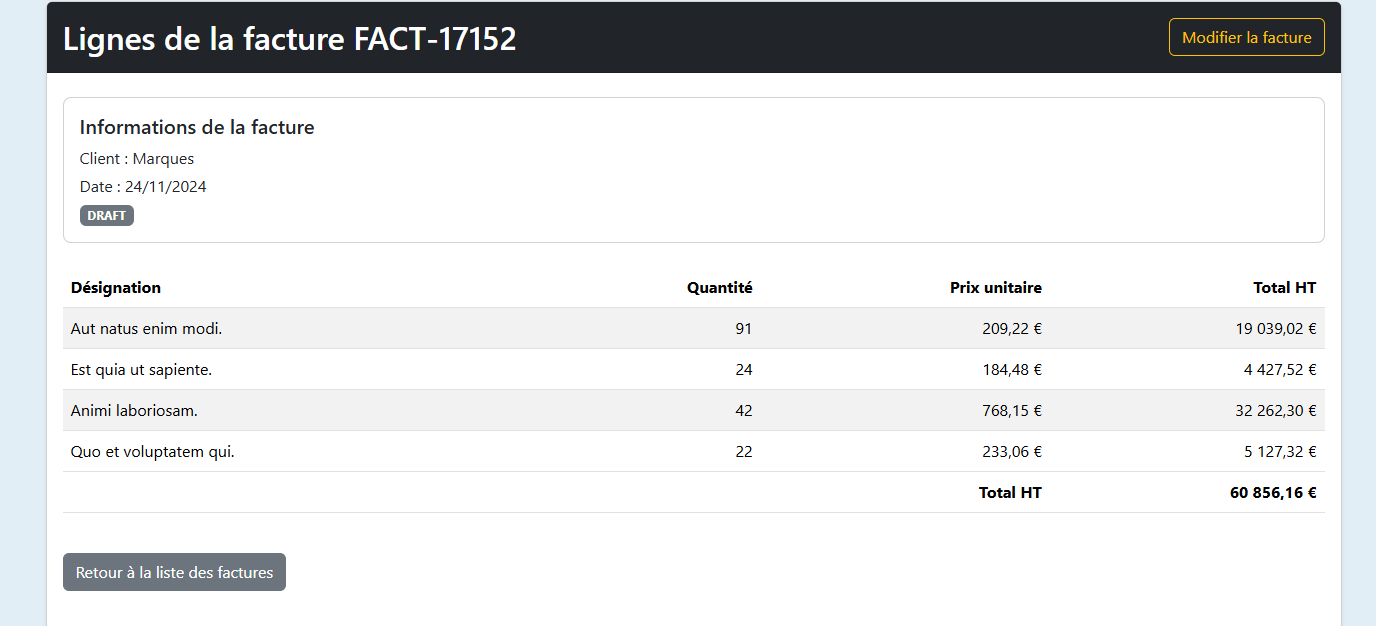 Lignes de la facture FACT-17152
Modifier la facture
Informations de la facture
Client : Marques
Date : 24/11/2024
DRAFT
Désignation Quantité Prix unitaire Total HT
Aut natus enim modi. 91 209,22 € 19 039,02 €
Est quia ut sapiente. 24 184,48 € 4 427,52 €
Animi laboriosam. 42 768,15 € 32 262,30 €
Quo et voluptatem qui. 22 233,06 € 5 127,32 €
Total HT 60 856,16 €
Retour à la liste des factures